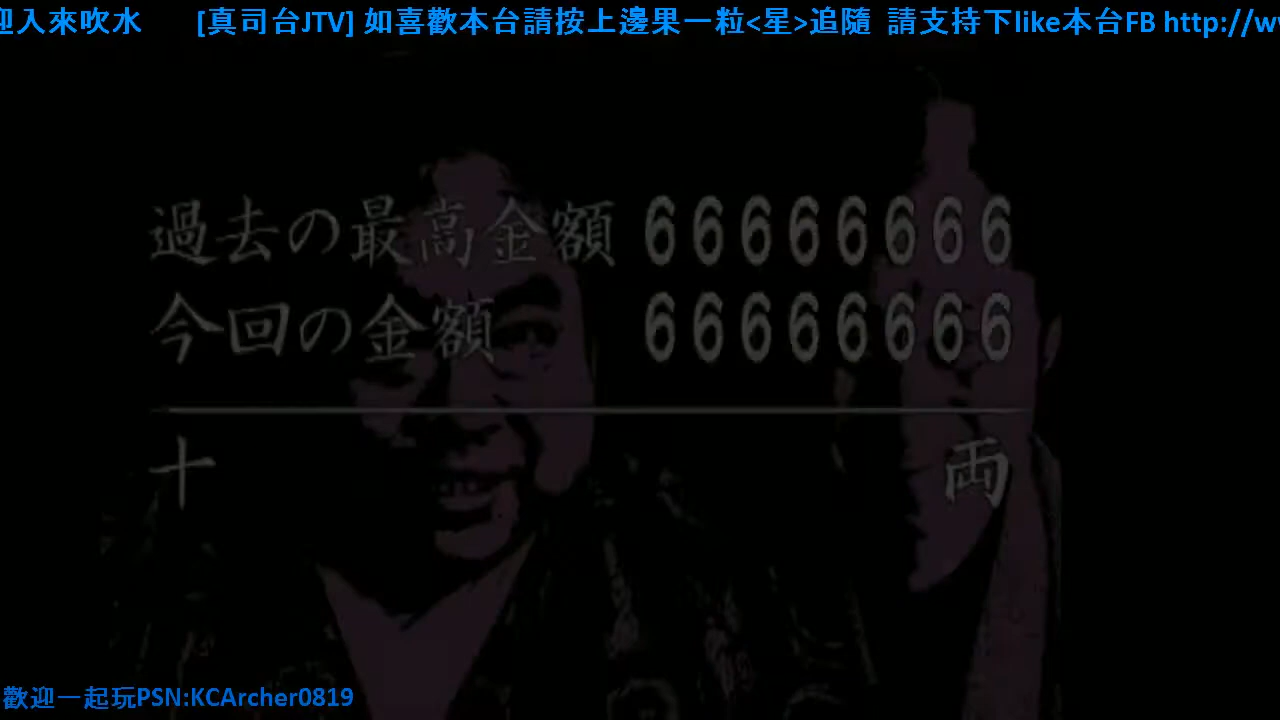 迎入來吹水 [真司台JTV] 如喜歡本台請按上邊果一粒<星>追隨 請支持下like本台FB http://w
過去の最高金額 66666666
今回の金額 66666666
十 両
歡迎一起玩PSN:KCArcher0819